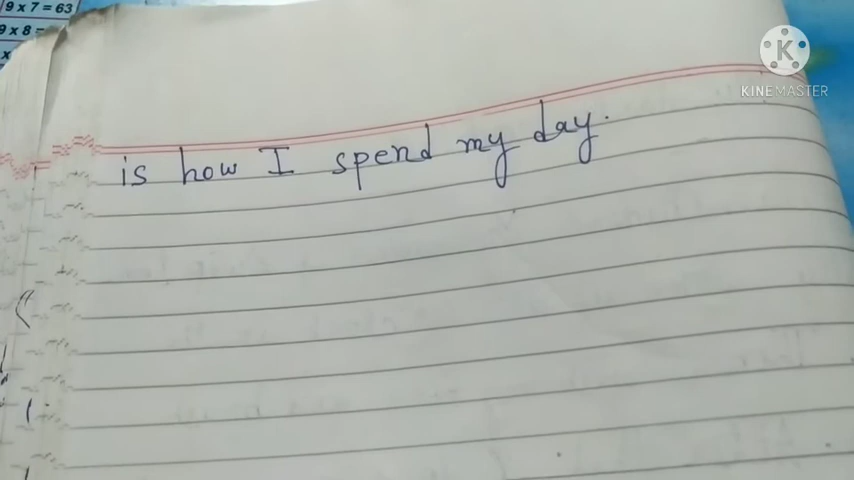 9 x 7 = 63
9 x 8 =
x
K
KINEMASTER
is how I spend my day.